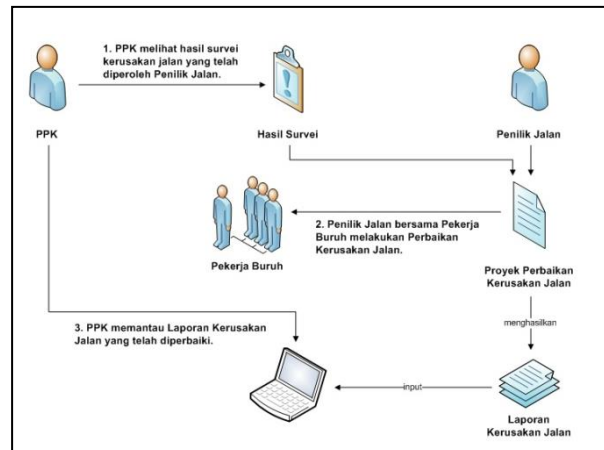 1. PPK melihat hasil survei
kerusakan jalan yang telah
diperoleh Penilik Jalan.
PPK
Hasil Survei
Penilik Jalan
2. Penilik Jalan bersama Pekerja
Buruh melakukan Perbaikan
Kerusakan Jalan.
Pekerja Buruh
Proyek Perbaikan
Kerusakan Jalan
3. PPK memantau Laporan Kerusakan
Jalan yang telah diperbaiki.
menghasilkan
input
Laporan
Kerusakan Jalan